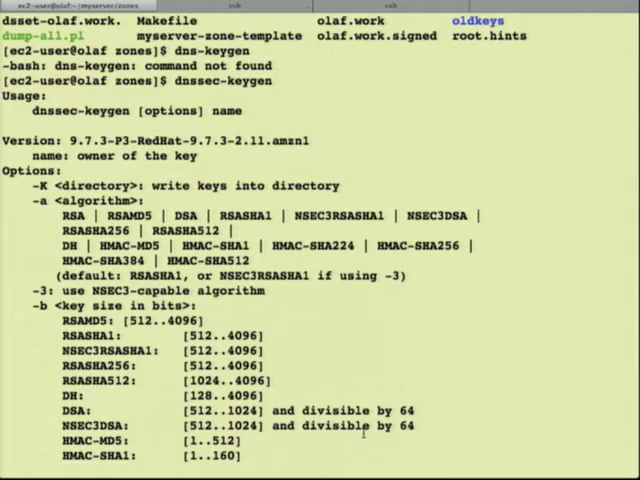 ec2-user@olaf:~/myserver/zones ssh ssh
dsset-olaf.work. Makefile olaf.work oldkeys
dump-all.pl myserver-zone-template olaf.work.signed root.hints
[ec2-user@olaf zones]$ dns-keygen
-bash: dns-keygen: command not found
[ec2-user@olaf zones]$ dnssec-keygen
Usage:
dnssec-keygen [options] name
Version: 9.7.3-P3-RedHat-9.7.3-2.11.amzn1
name: owner of the key
Options:
-K <directory>: write keys into directory
-a <algorithm>:
RSA | RSAMD5 | DSA | RSASHA1 | NSEC3RSASHA1 | NSEC3DSA |
RSASHA256 | RSASHA512 |
DH | HMAC-MD5 | HMAC-SHA1 | HMAC-SHA224 | HMAC-SHA256 |
HMAC-SHA384 | HMAC-SHA512
(default: RSASHA1, or NSEC3RSASHA1 if using -3)
-3: use NSEC3-capable algorithm
-b <key size in bits>:
RSAMD5: [512..4096]
RSASHA1: [512..4096]
NSEC3RSASHA1: [512..4096]
RSASHA256: [512..4096]
RSASHA512: [1024..4096]
DH: [128..4096]
DSA: [512..1024] and divisible by 64
NSEC3DSA: [512..1024] and divisible by 64
HMAC-MD5: [1..512]
HMAC-SHA1: [1..160]